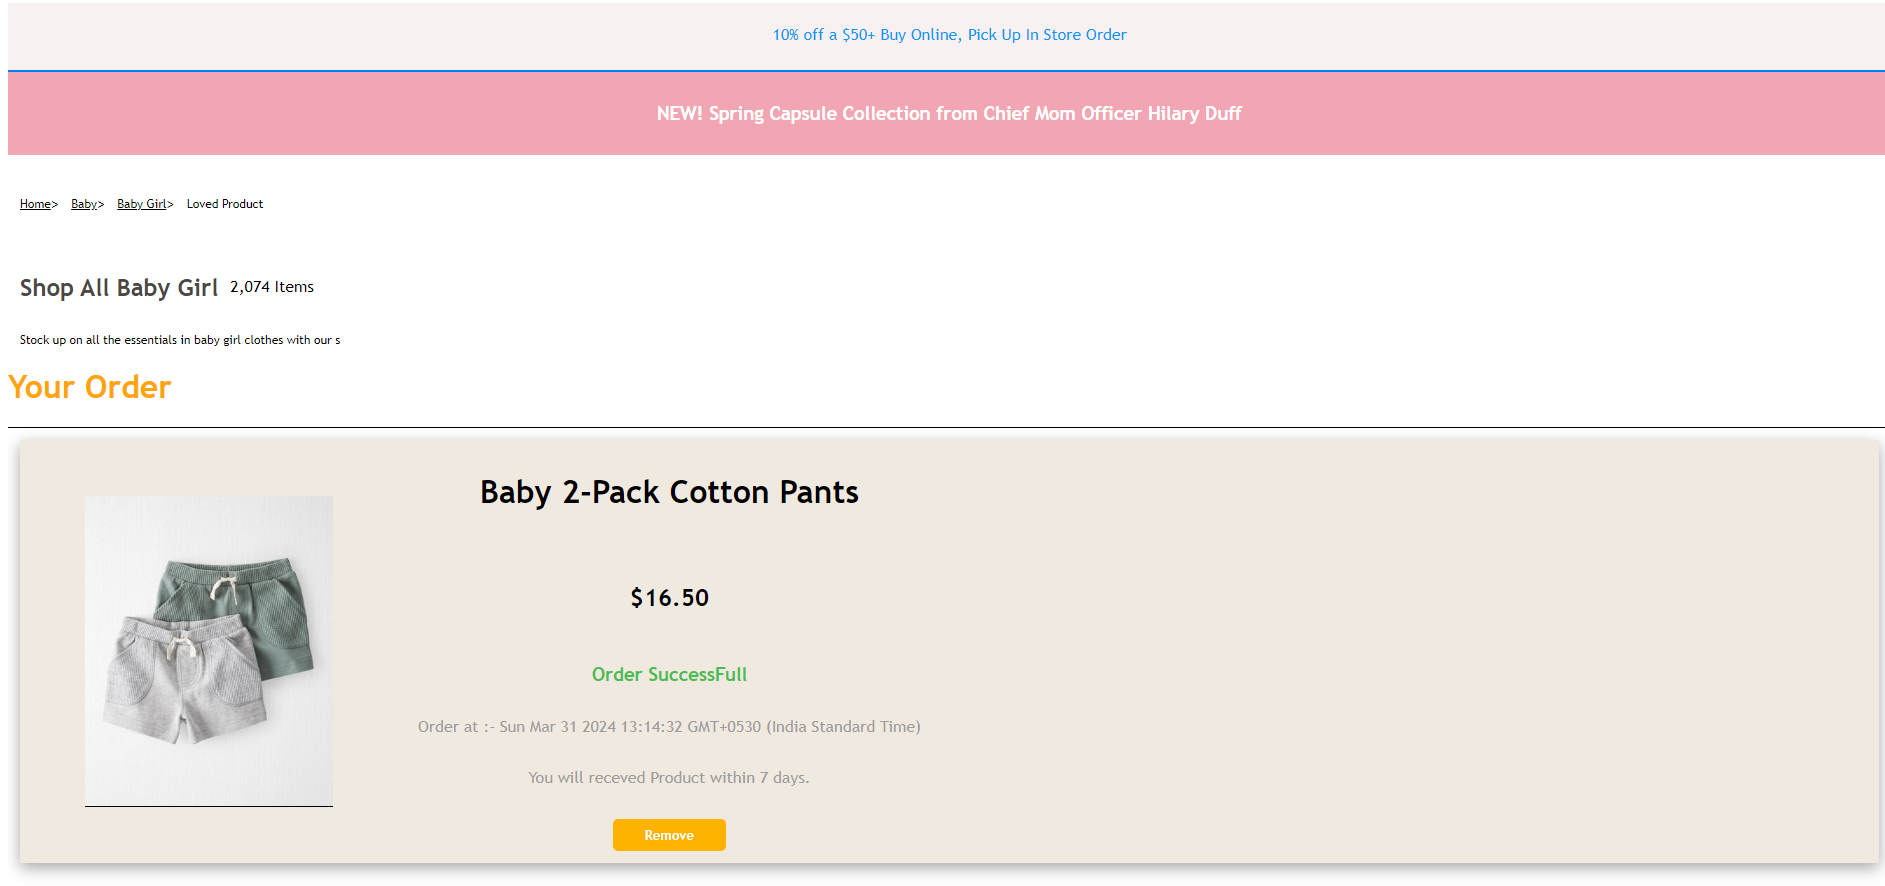 10% off a $50+ Buy Online, Pick Up In Store Order
NEW! Spring Capsule Collection from Chief Mom Officer Hilary Duff
Home> Baby> Baby Girl> Loved Product
Shop All Baby Girl 2,074 Items
Stock up on all the essentials in baby girl clothes with our s
Your Order
Baby 2-Pack Cotton Pants
$16.50
Order SuccessFull
Order at :- Sun Mar 31 2024 13:14:32 GMT+0530 (India Standard Time)
You will receved Product within 7 days.
Remove